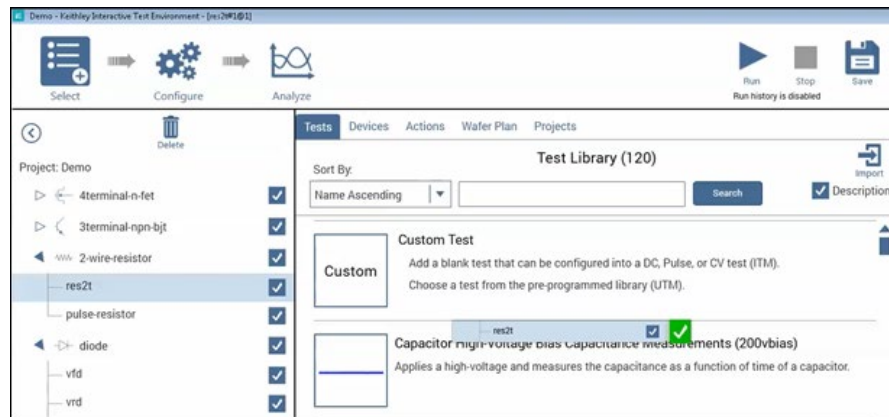 Demo - Keithley Interactive Test Environment - [res2t#1@1]
Select
Configure
Analyze
Run
Stop
Save
Run history is disabled
Delete
Project: Demo
4terminal-n-fet
3terminal-npn-bjt
2-wire-resistor
res2t
pulse-resistor
diode
vfd
vrd
Tests Devices Actions Wafer Plan Projects
Test Library (120)
Import
Sort By:
Name Ascending
Search
Description
Custom
Custom Test
Add a blank test that can be configured into a DC, Pulse, or CV test (ITM).
Choose a test from the pre-programmed library (UTM).
res2t
Capacitor High-Voltage Bias Capacitance Measurements (200vbias)
Applies a high-voltage and measures the capacitance as a function of time of a capacitor.